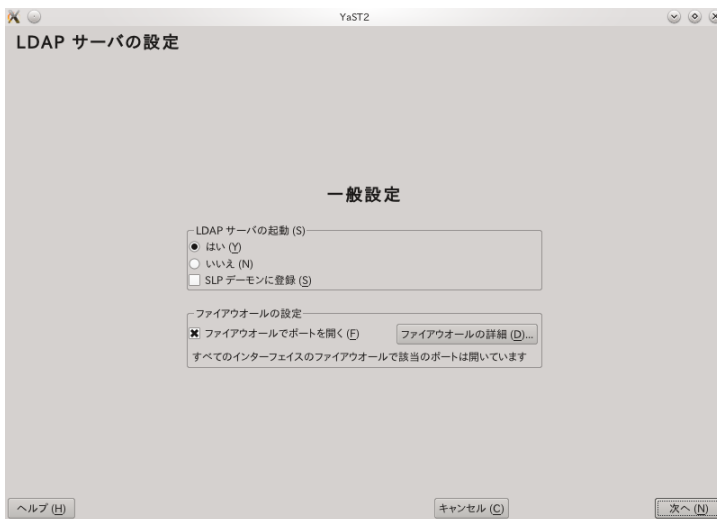 YaST2
LDAP サーバの設定
一般設定
LDAP サーバの起動 (S)
はい (Y)
いいえ (N)
SLP デーモンに登録 (S)
ファイアウオールの設定
ファイアウオールでポートを開く (F)
ファイアウオールの詳細 (D)...
すべてのインターフェイスのファイアウオールで該当のポートは開いています
ヘルプ (H)
キャンセル (C)
次へ (N)